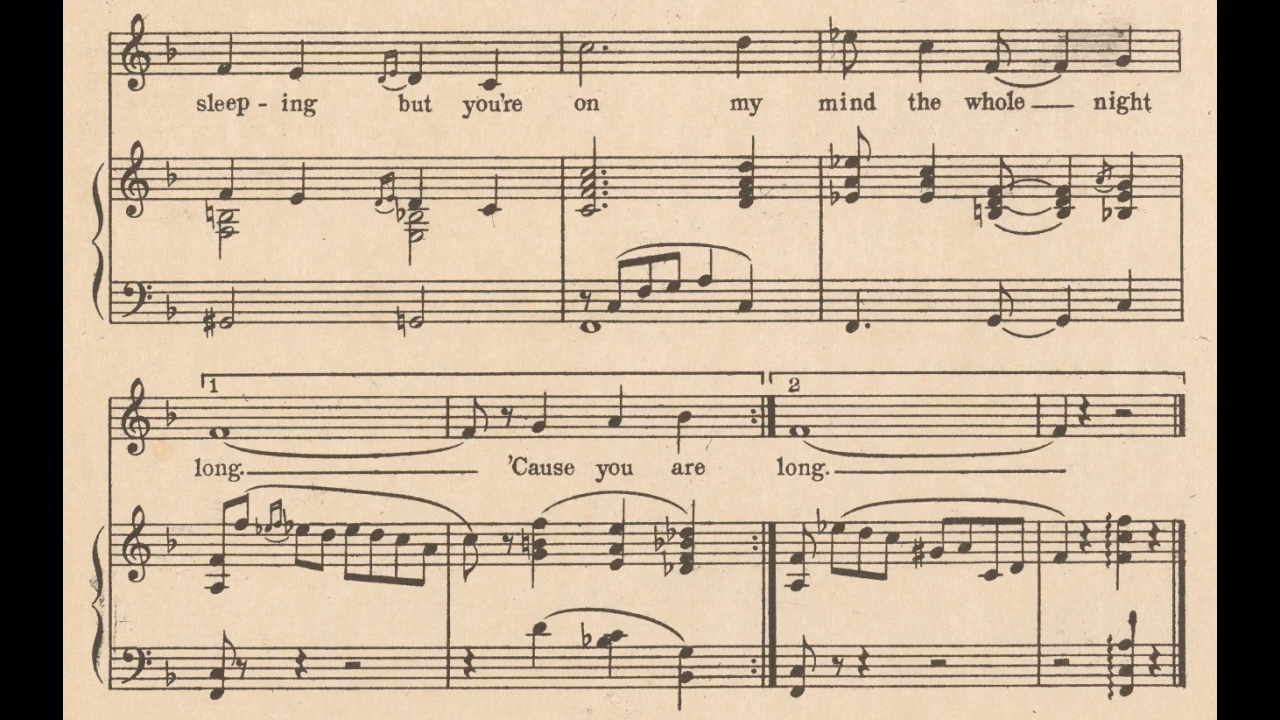 sleep - ing but you're on my mind the whole night
1 2
long. 'Cause you are long.